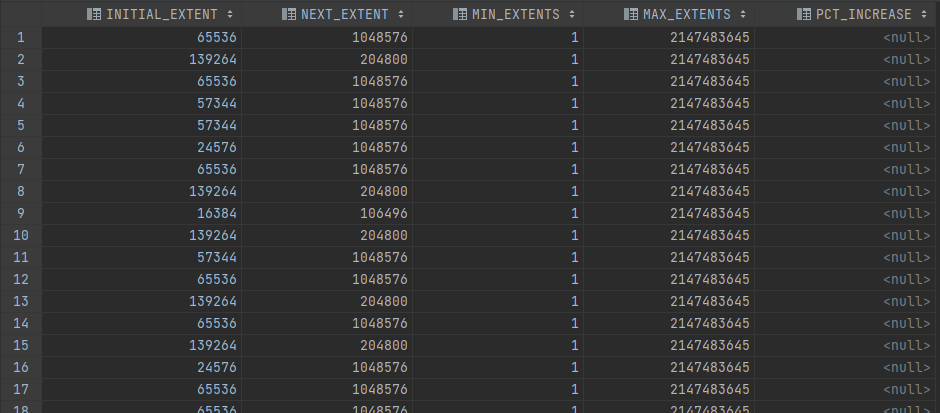 INITIAL_EXTENT NEXT_EXTENT MIN_EXTENTS MAX_EXTENTS PCT_INCREASE
1 65536 1048576 1 2147483645 <null>
2 139264 204800 1 2147483645 <null>
3 65536 1048576 1 2147483645 <null>
4 57344 1048576 1 2147483645 <null>
5 57344 1048576 1 2147483645 <null>
6 24576 1048576 1 2147483645 <null>
7 65536 1048576 1 2147483645 <null>
8 139264 204800 1 2147483645 <null>
9 16384 106496 1 2147483645 <null>
10 139264 204800 1 2147483645 <null>
11 57344 1048576 1 2147483645 <null>
12 65536 1048576 1 2147483645 <null>
13 139264 204800 1 2147483645 <null>
14 65536 1048576 1 2147483645 <null>
15 139264 204800 1 2147483645 <null>
16 24576 1048576 1 2147483645 <null>
17 65536 1048576 1 2147483645 <null>
18 65536 1048576 1 2147483645 <null>